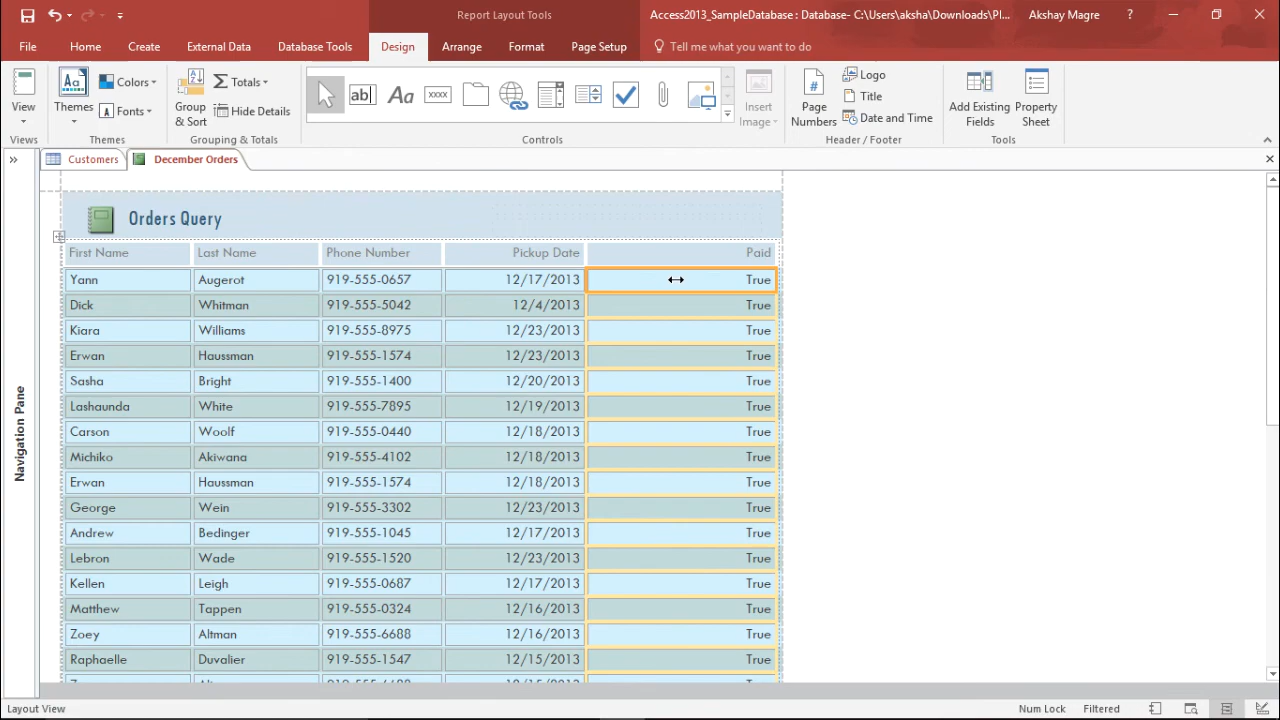 Report Layout Tools
Access2013_SampleDatabase : Database- C:\Users\aksha\Downloads\Pl...
Akshay Magre
?
File
Home
Create
External Data
Database Tools
Design
Arrange
Format
Page Setup
Tell me what you want to do
View
Views
Themes
Colors
Fonts
Themes
Group & Sort
Totals
Hide Details
Grouping & Totals
ab
Aa
xxxx
Controls
Insert Image
Page Numbers
Logo
Title
Date and Time
Header / Footer
Add Existing Fields
Property Sheet
Tools
Customers
December Orders
Navigation Pane
Orders Query
First Name Last Name Phone Number Pickup Date Paid
Yann Augerot 919-555-0657 12/17/2013 True
Dick Whitman 919-555-5042 12/4/2013 True
Kiara Williams 919-555-8975 12/23/2013 True
Erwan Haussman 919-555-1574 12/23/2013 True
Sasha Bright 919-555-1400 12/20/2013 True
Lashaunda White 919-555-7895 12/19/2013 True
Carson Woolf 919-555-0440 12/18/2013 True
Michiko Akiwana 919-555-4102 12/18/2013 True
Erwan Haussman 919-555-1574 12/18/2013 True
George Wein 919-555-3302 12/23/2013 True
Andrew Bedinger 919-555-1045 12/17/2013 True
Lebron Wade 919-555-1520 12/23/2013 True
Kellen Leigh 919-555-0687 12/17/2013 True
Matthew Tappen 919-555-0324 12/16/2013 True
Zoey Altman 919-555-6688 12/16/2013 True
Raphaelle Duvalier 919-555-1547 12/15/2013 True
Layout View
Num Lock
Filtered